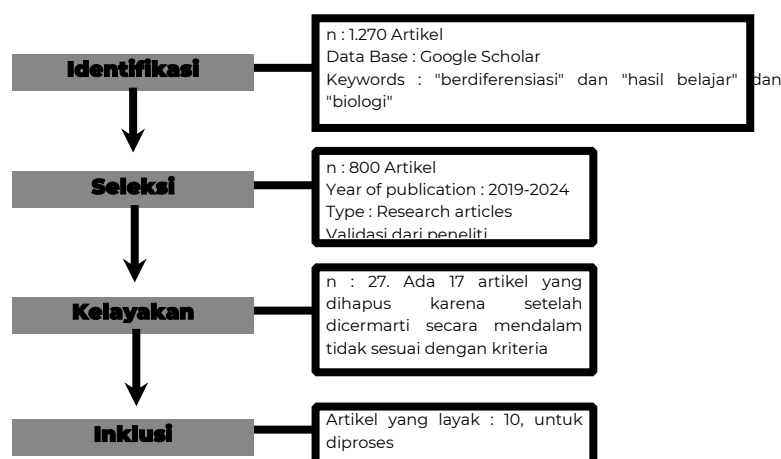 Identifikasi
n : 1.270 Artikel
Data Base : Google Scholar
Keywords : "berdiferensiasi" dan "hasil belajar" dan
"biologi"
Seleksi
n : 800 Artikel
Year of publication : 2019-2024
Type : Research articles
Validasi dari peneliti
Kelayakan
n : 27. Ada 17 artikel yang
dihapus karena setelah
dicermarti secara mendalam
tidak sesuai dengan kriteria
Inklusi
Artikel yang layak : 10, untuk
diproses